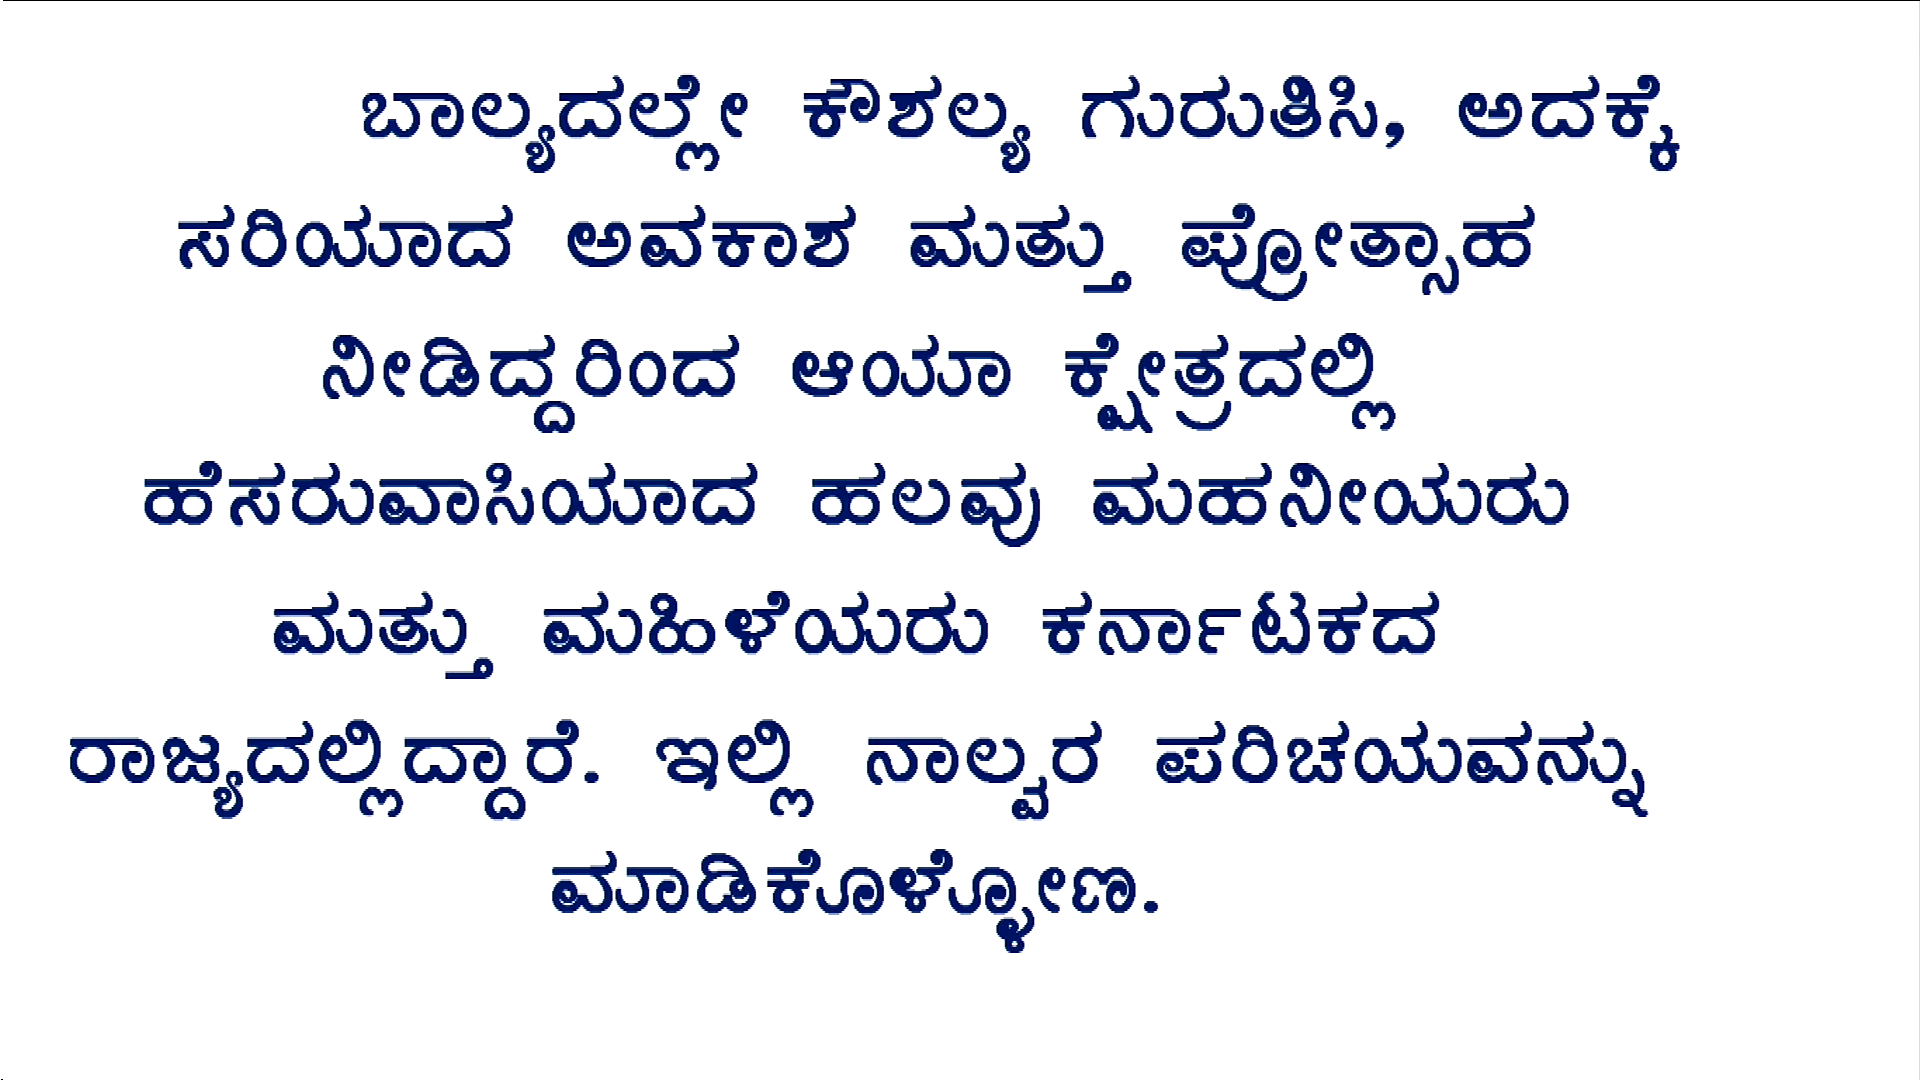 ಬಾಲ್ಯದಲ್ಲೇ ಕೌಶಲ್ಯ ಗುರುತಿಸಿ, ಅದಕ್ಕೆ
ಸರಿಯಾದ ಅವಕಾಶ ಮತ್ತು ಪ್ರೋತ್ಸಾಹ
ನೀಡಿದ್ದರಿಂದ ಆಯಾ ಕ್ಷೇತ್ರದಲ್ಲಿ
ಹೆಸರುವಾಸಿಯಾದ ಹಲವು ಮಹನೀಯರು
ಮತ್ತು ಮಹಿಳೆಯರು ಕರ್ನಾಟಕದ
ರಾಜ್ಯದಲ್ಲಿದ್ದಾರೆ. ಇಲ್ಲಿ ನಾಲ್ವರ ಪರಿಚಯವನ್ನು
ಮಾಡಿಕೊಳ್ಳೋಣ.